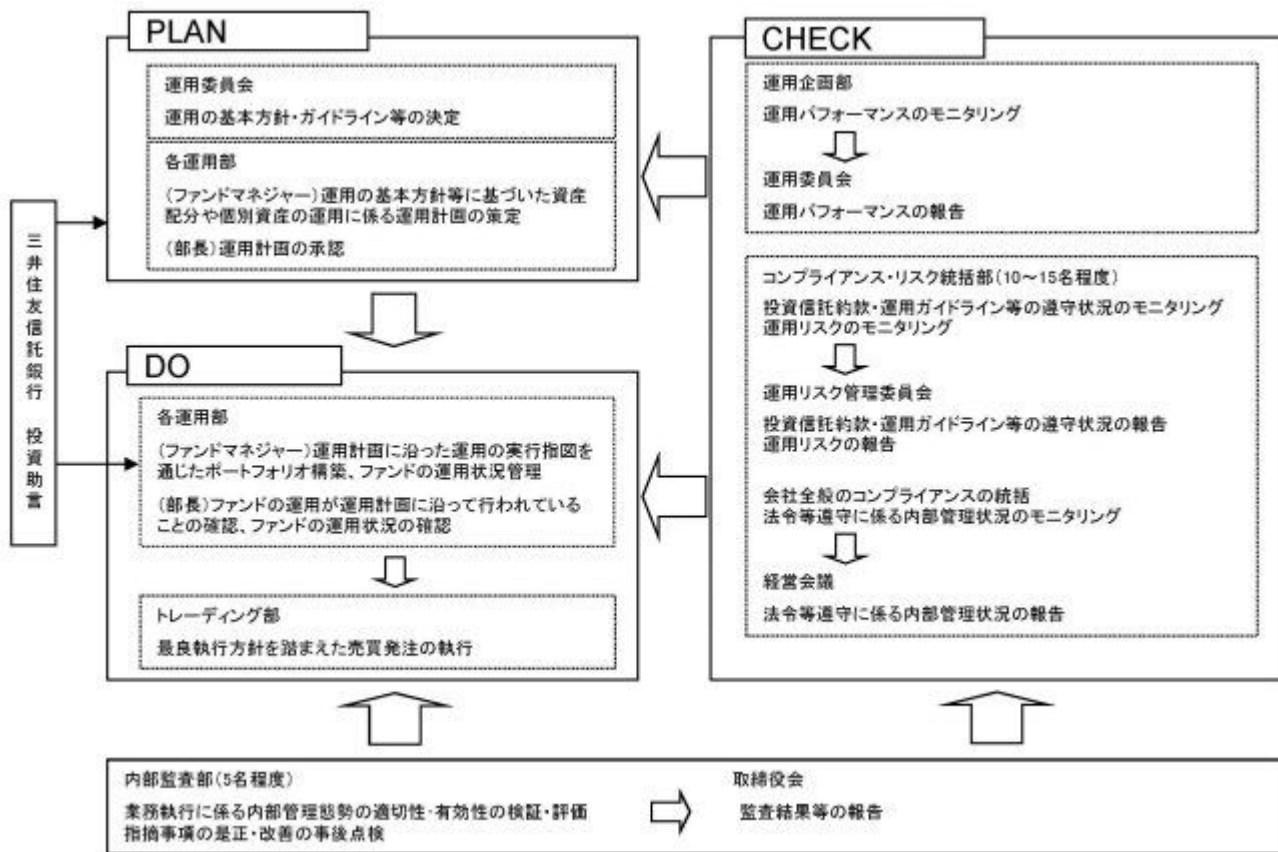 PLAN
運用委員会
運用の基本方針・ガイドライン等の決定
各運用部
(ファンドマネジャー)運用の基本方針等に基づいた資産
配分や個別資産の運用に係る運用計画の策定
(部長)運用計画の承認
三井住友信託銀行 投資助言
DO
各運用部
(ファンドマネジャー)運用計画に沿った運用の実行指図を
通じたポートフォリオ構築、ファンドの運用状況管理
(部長)ファンドの運用が運用計画に沿って行われている
ことの確認、ファンドの運用状況の確認
トレーディング部
最良執行方針を踏まえた売買発注の執行
CHECK
運用企画部
運用パフォーマンスのモニタリング
運用委員会
運用パフォーマンスの報告
コンプライアンス・リスク統括部(10～15名程度)
投資信託約款・運用ガイドライン等の遵守状況のモニタリング
運用リスクのモニタリング
運用リスク管理委員会
投資信託約款・運用ガイドライン等の遵守状況の報告
運用リスクの報告
会社全般のコンプライアンスの統括
法令等遵守に係る内部管理状況のモニタリング
経営会議
法令等遵守に係る内部管理状況の報告
内部監査部(5名程度)
業務執行に係る内部管理態勢の適切性・有効性の検証・評価
指摘事項の是正・改善の事後点検
取締役会
監査結果等の報告